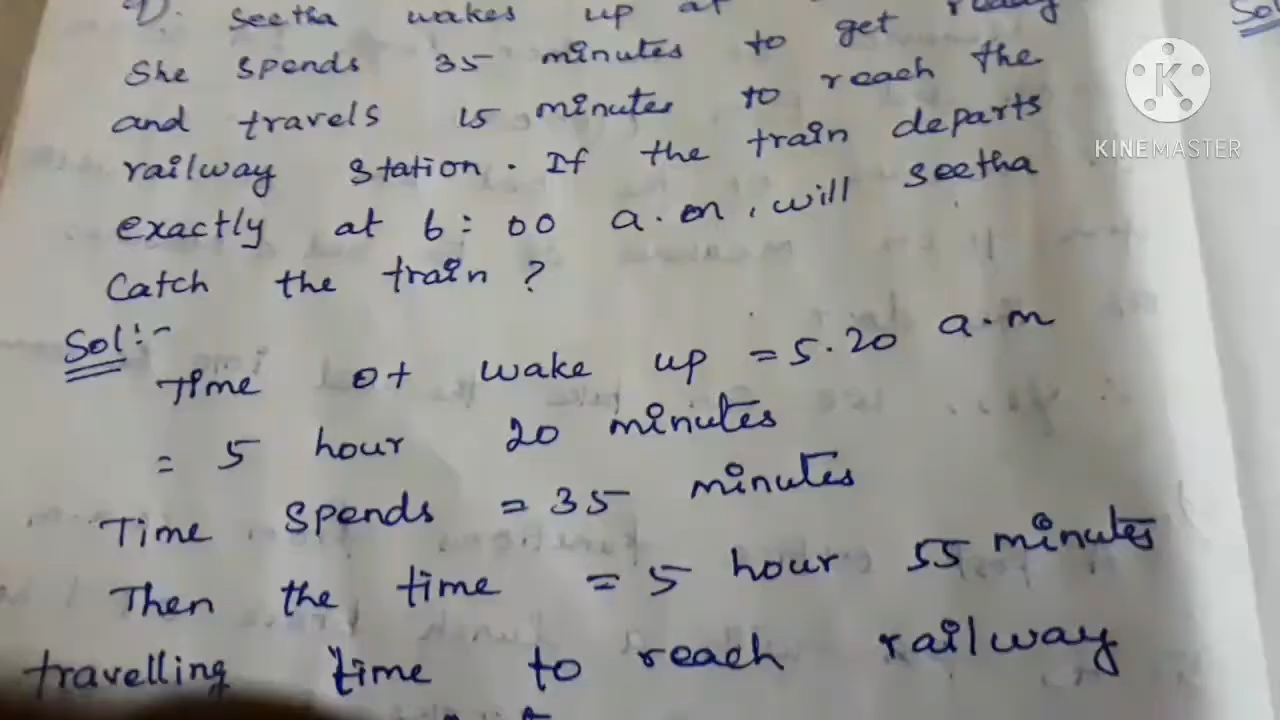 Seetha wakes up at
She spends 35 minutes to get ready
and travels 15 minutes to reach the
railway station. If the train departs
exactly at 6:00 a.m, will seetha
Catch the train?
Sol:-
Time of wake up = 5.20 a.m
= 5 hour 20 minutes
Time spends = 35 minutes
Then the time = 5 hour 55 minutes
travelling time to reach railway
Sol
K
KINEMASTER